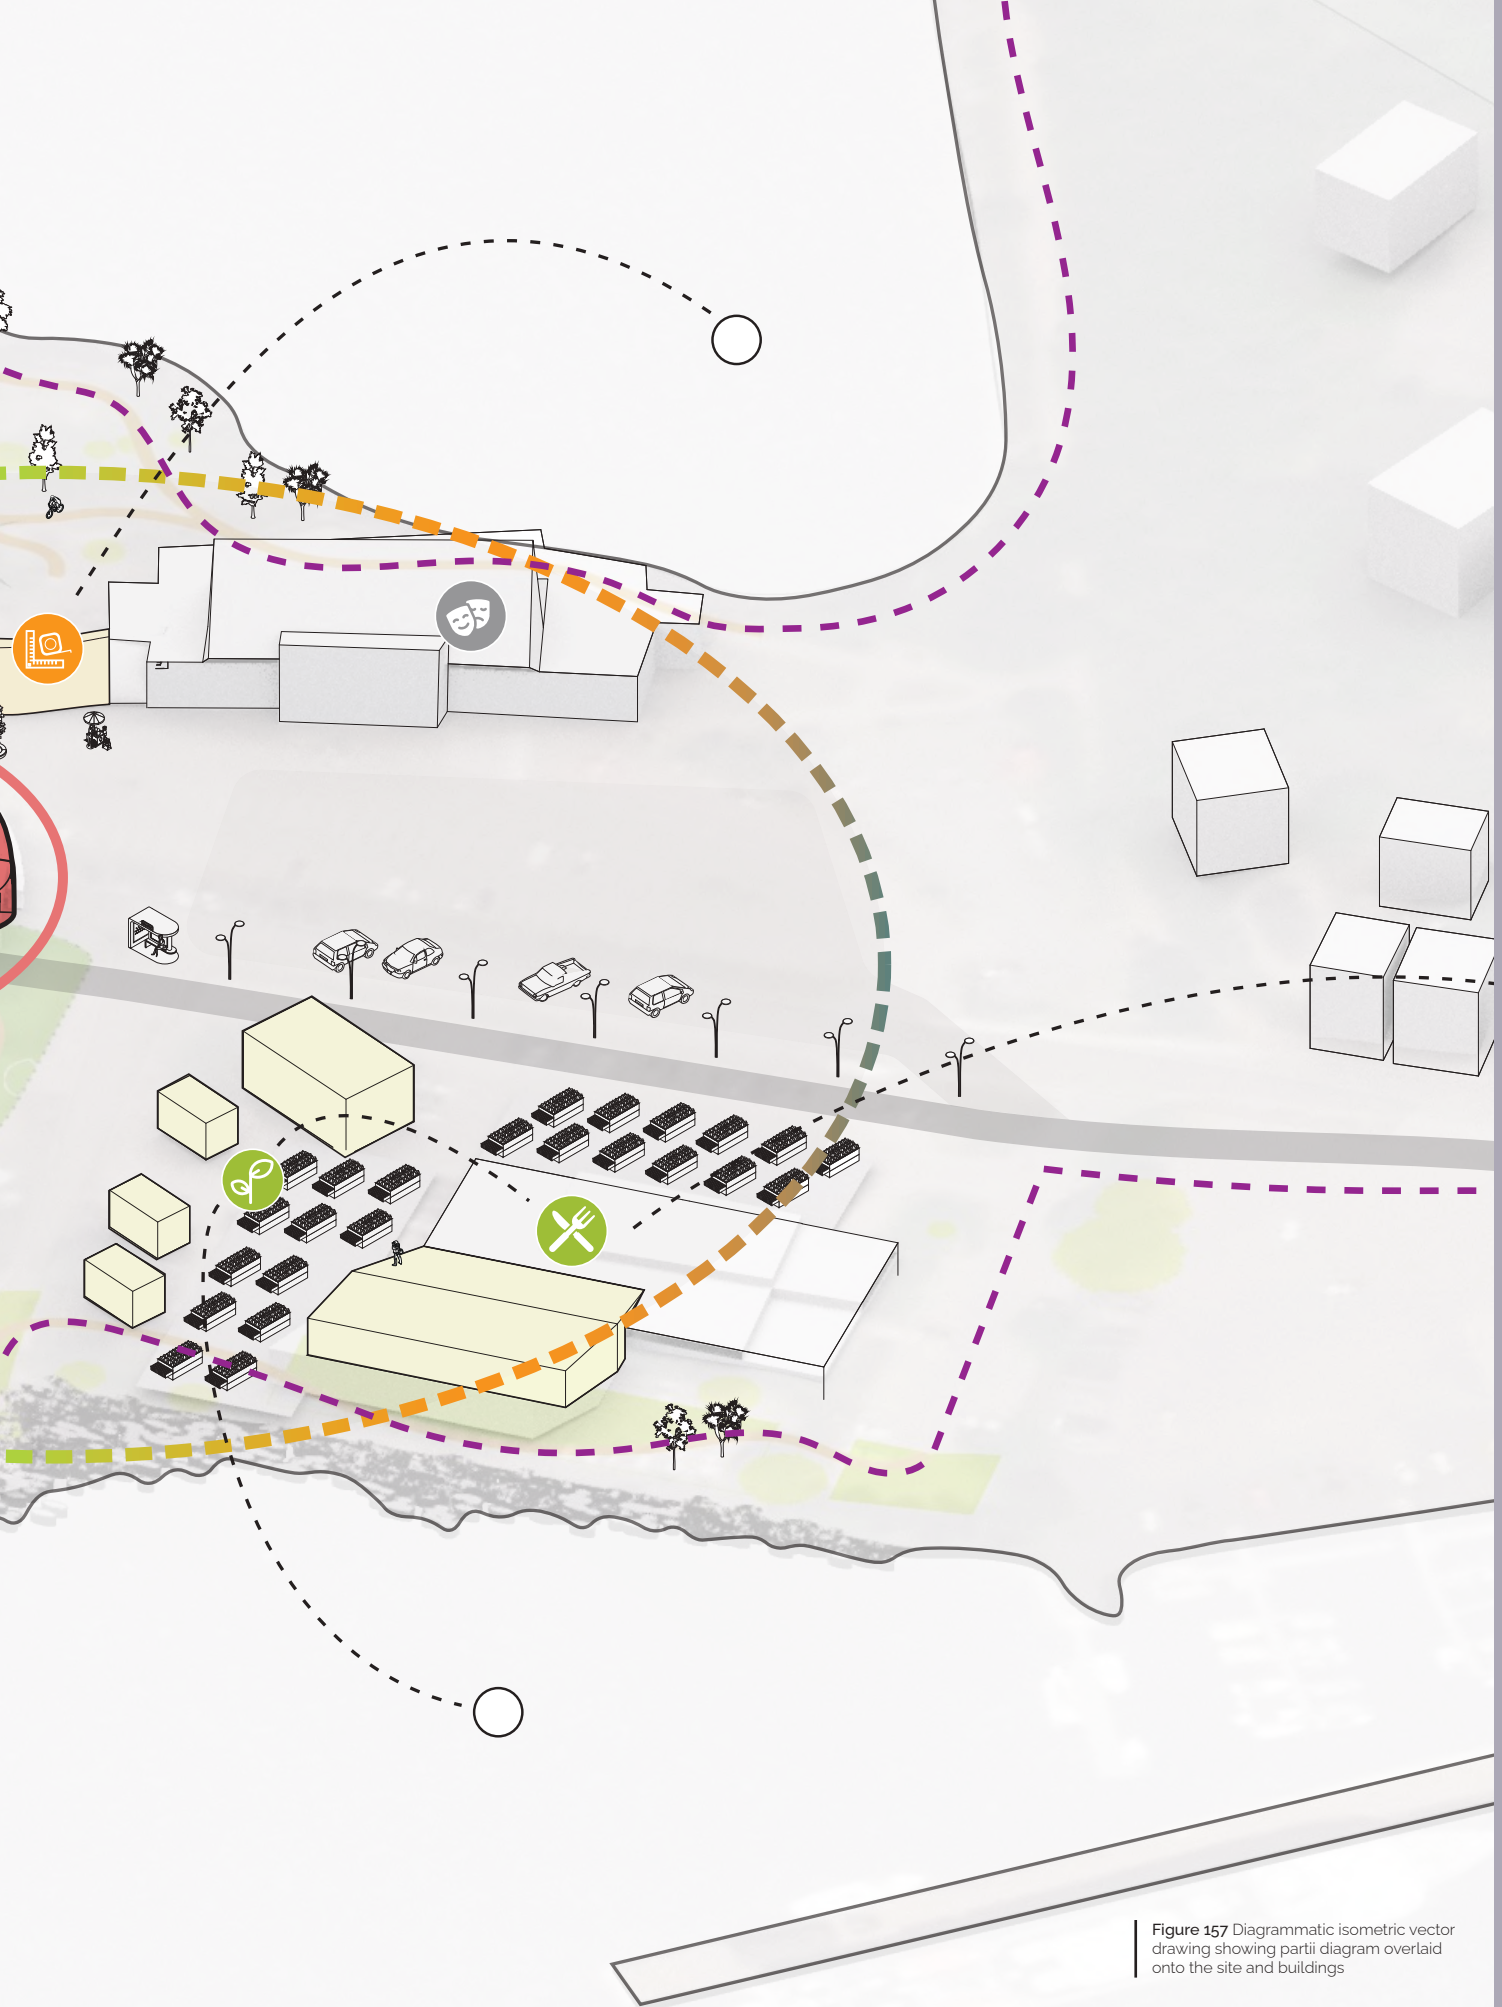 Figure 157 Diagrammatic isometric vector
drawing showing partii diagram overlaid
onto the site and buildings